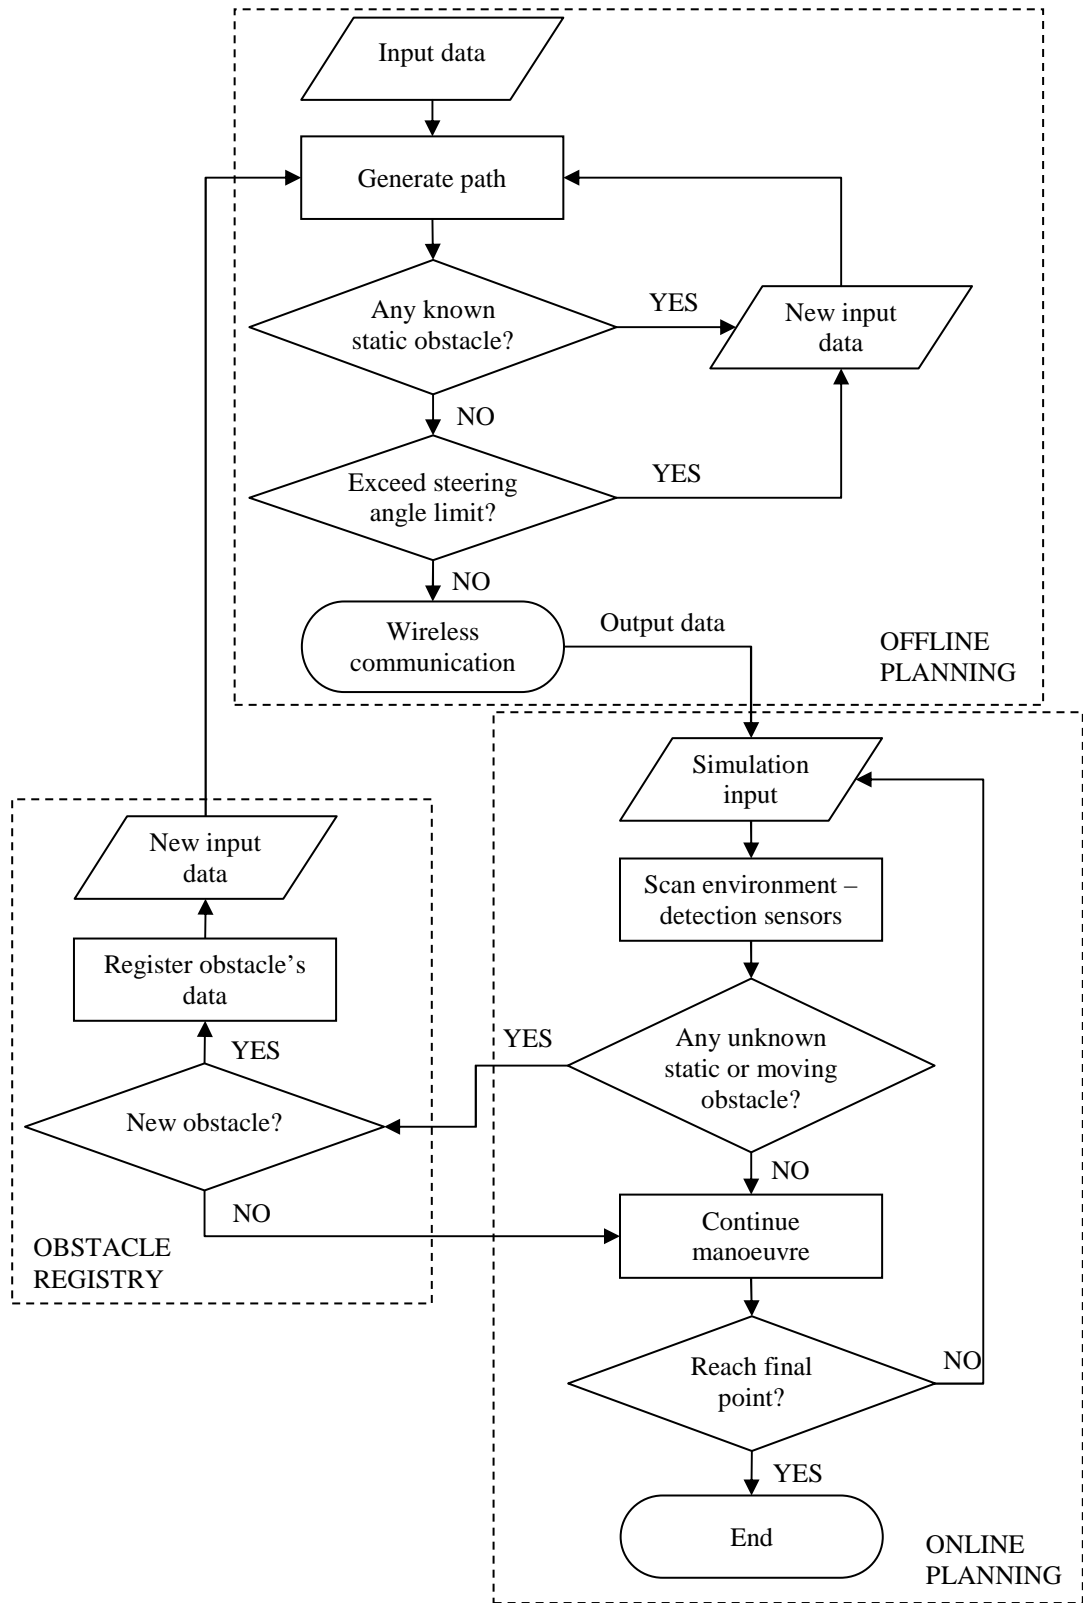 Input data
Generate path
Any known
static obstacle?
YES
New input
data
NO
Exceed steering
angle limit?
YES
NO
Wireless
communication
Output data
OFFLINE
PLANNING
Simulation
input
Scan environment –
detection sensors
Any unknown
static or moving
obstacle?
YES
NO
New input
data
Register obstacle's
data
YES
New obstacle?
NO
OBSTACLE
REGISTRY
Continue
manoeuvre
Reach final
point?
NO
YES
End
ONLINE
PLANNING